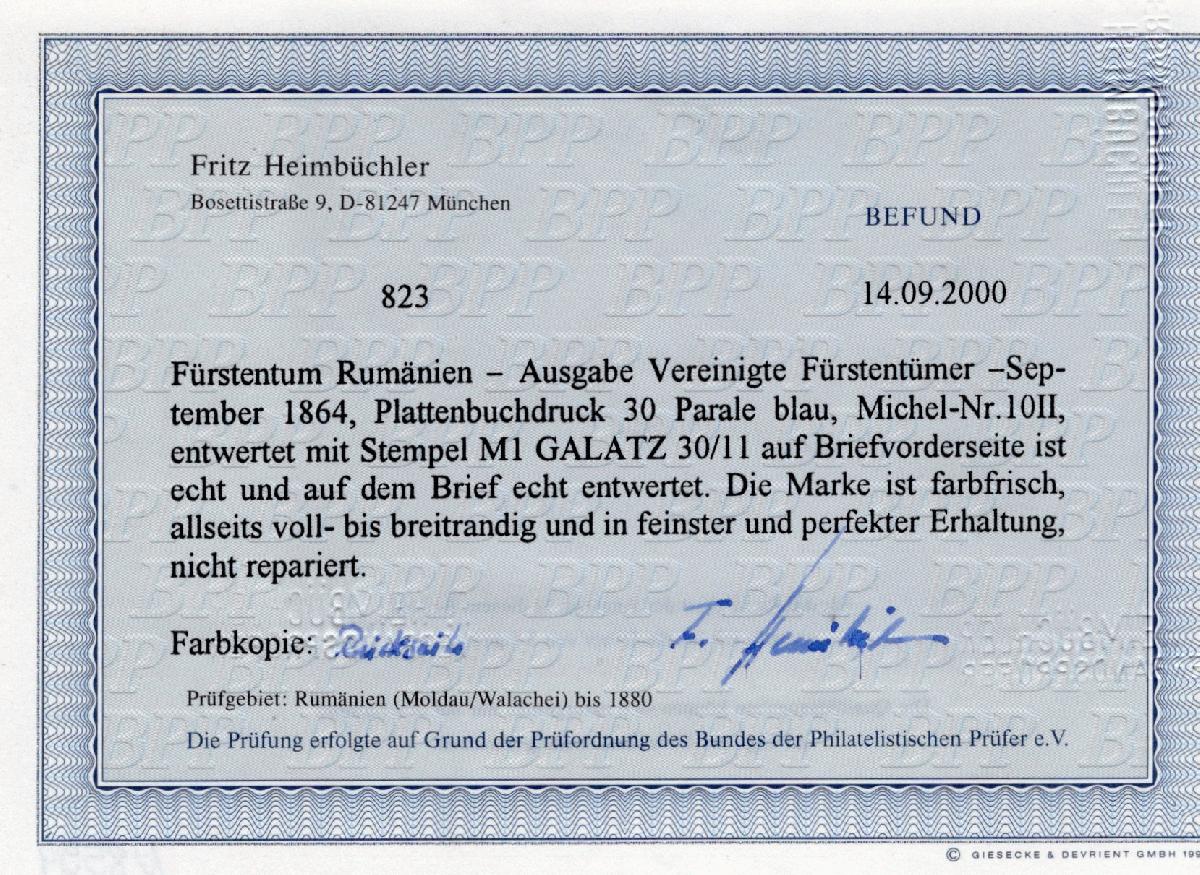 Fritz Heimbüchler
Bosettistraße 9, D-81247 München
BEFUND
823
14.09.2000
Fürstentum Rumänien – Ausgabe Vereinigte Fürstentümer –Sep-
tember 1864, Plattenbuchdruck 30 Parale blau, Michel-Nr.10II,
entwertet mit Stempel M1 GALATZ 30/11 auf Briefvorderseite ist
echt und auf dem Brief echt entwertet. Die Marke ist farbfrisch,
allseits voll- bis breitrandig und in feinster und perfekter Erhaltung,
nicht repariert.
Farbkopie: Rückseite
Prüfgebiet: Rumänien (Moldau/Walachei) bis 1880
Die Prüfung erfolgte auf Grund der Prüfordnung des Bundes der Philatelistischen Prüfer e.V.
© GIESECKE & DEVRIENT GMBH 199